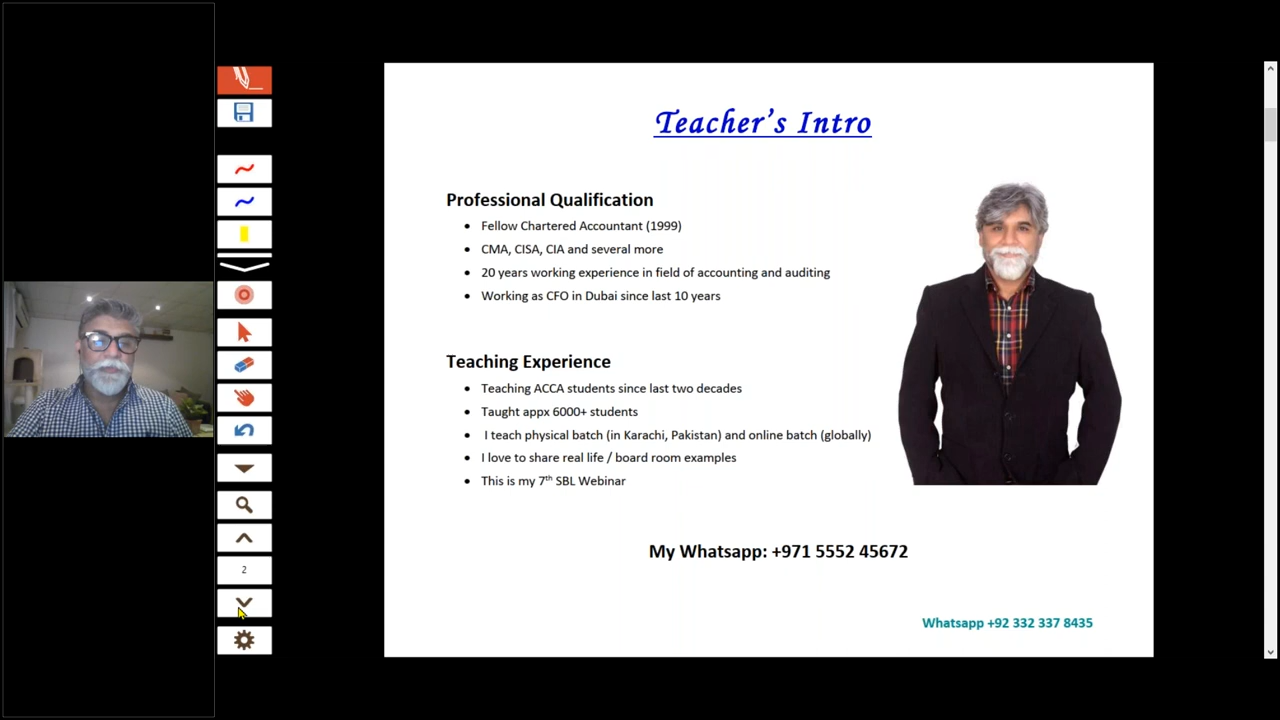 Teacher's Intro
Professional Qualification
• Fellow Chartered Accountant (1999)
• CMA, CISA, CIA and several more
• 20 years working experience in field of accounting and auditing
• Working as CFO in Dubai since last 10 years
Teaching Experience
• Teaching ACCA students since last two decades
• Taught appx 6000+ students
• I teach physical batch (in Karachi, Pakistan) and online batch (globally)
• I love to share real life / board room examples
• This is my 7th SBL Webinar
My Whatsapp: +971 5552 45672
2
Whatsapp +92 332 337 8435